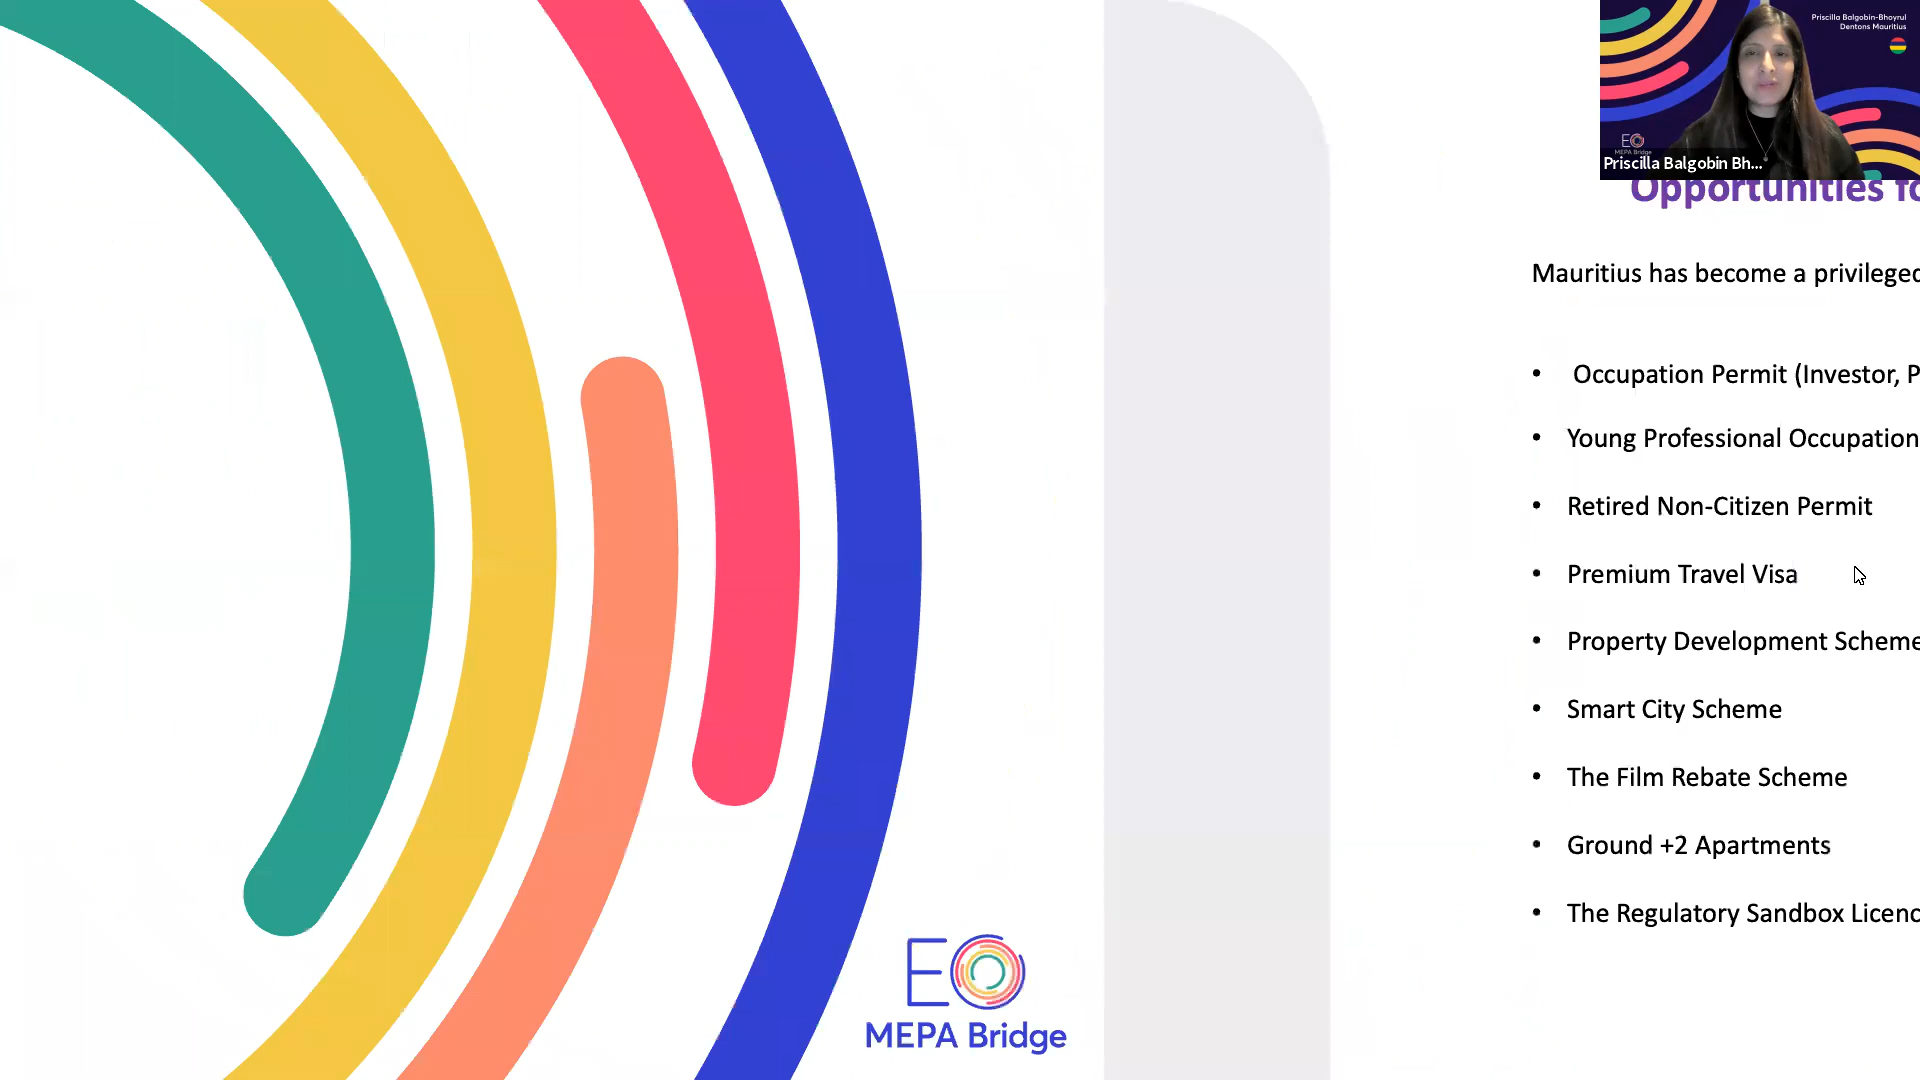 Priscilla Balgobin-Bhoyrul
Dentons Mauritius
EO
MEPA Bridge
Priscilla Balgobin Bh...
Opportunities fo
Mauritius has become a privileged
• Occupation Permit (Investor, P
• Young Professional Occupation
• Retired Non-Citizen Permit
• Premium Travel Visa
• Property Development Scheme
• Smart City Scheme
• The Film Rebate Scheme
• Ground +2 Apartments
• The Regulatory Sandbox Licenc
EO
MEPA Bridge